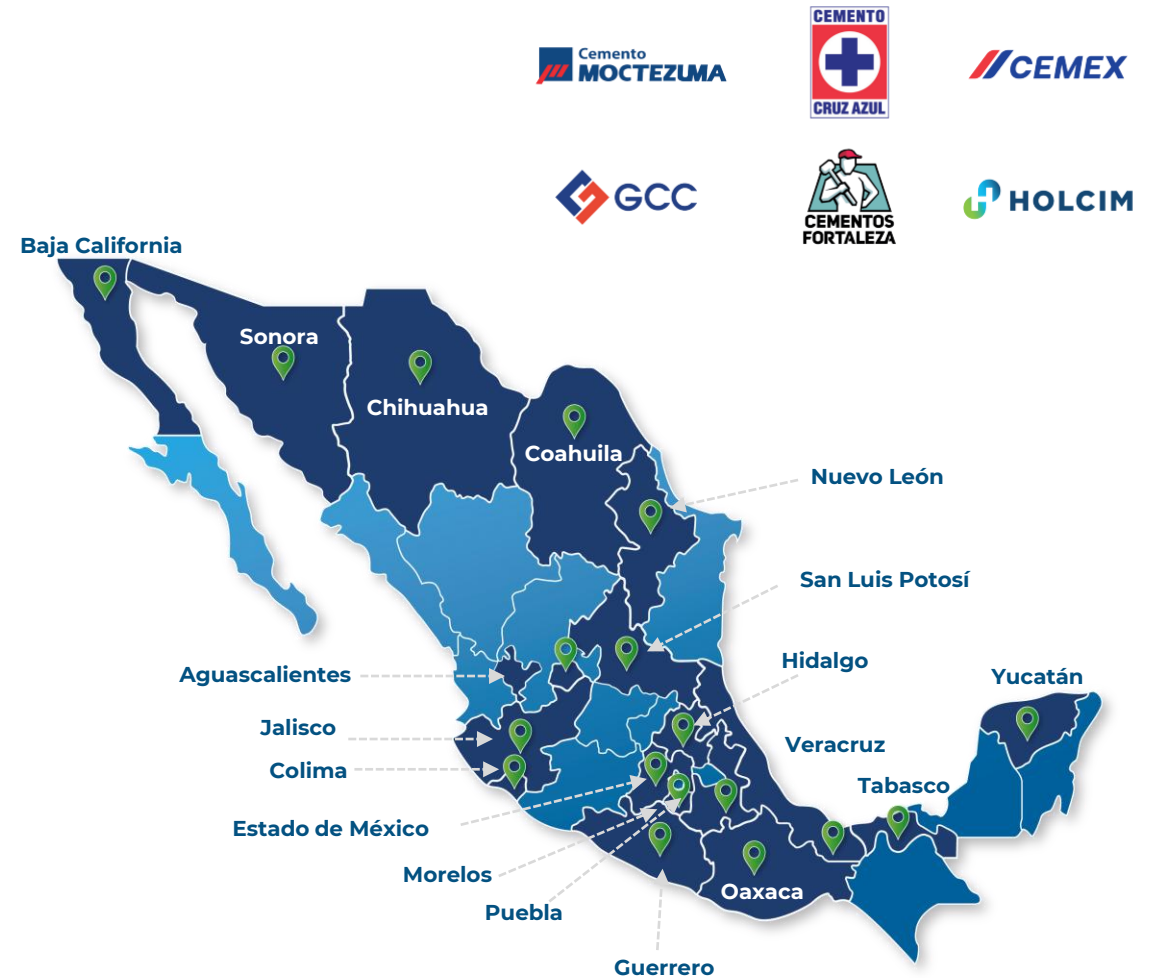 Cemento
MOCTEZUMA
CEMENTO
CRUZ AZUL
CEMEX
GCC
CEMENTOS
FORTALEZA
HOLCIM
Baja California
Sonora
Chihuahua
Coahuila
Nuevo León
San Luis Potosí
Hidalgo
Aguascalientes
Yucatán
Jalisco
Veracruz
Colima
Tabasco
Estado de México
Morelos
Oaxaca
Puebla
Guerrero